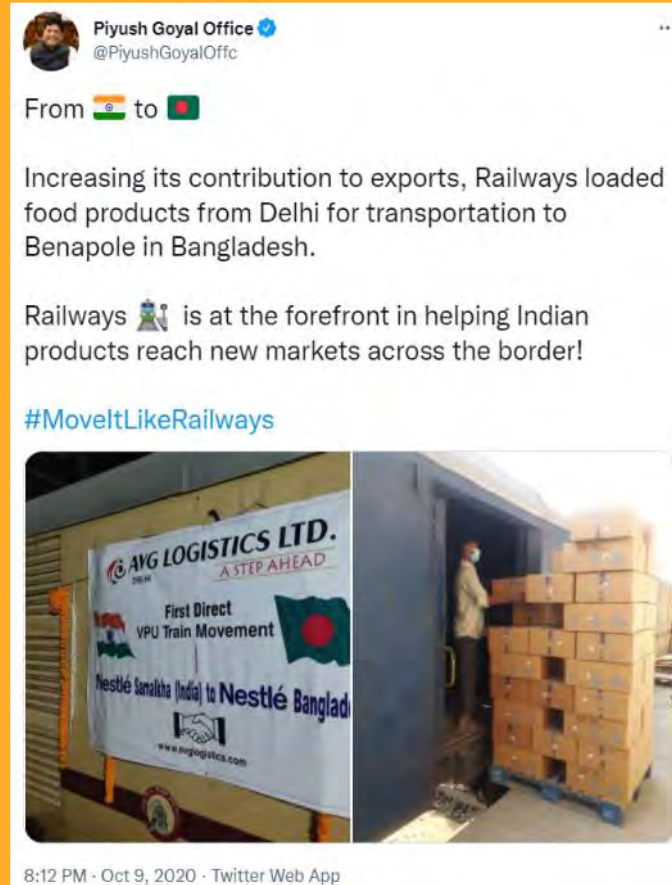 Piyush Goyal Office
@PiyushGoyalOffc
From 🇮🇳 to 🇧🇩
Increasing its contribution to exports, Railways loaded
food products from Delhi for transportation to
Benapole in Bangladesh.
Railways 🚉 is at the forefront in helping Indian
products reach new markets across the border!
#MoveItLikeRailways
AVG LOGISTICS LTD.
DELHI
A STEP AHEAD
First Direct
VPU Train Movement
Nestlé Samalkha (India) to Nestlé Banglad
www.avglogistics.com
8:12 PM · Oct 9, 2020 · Twitter Web App